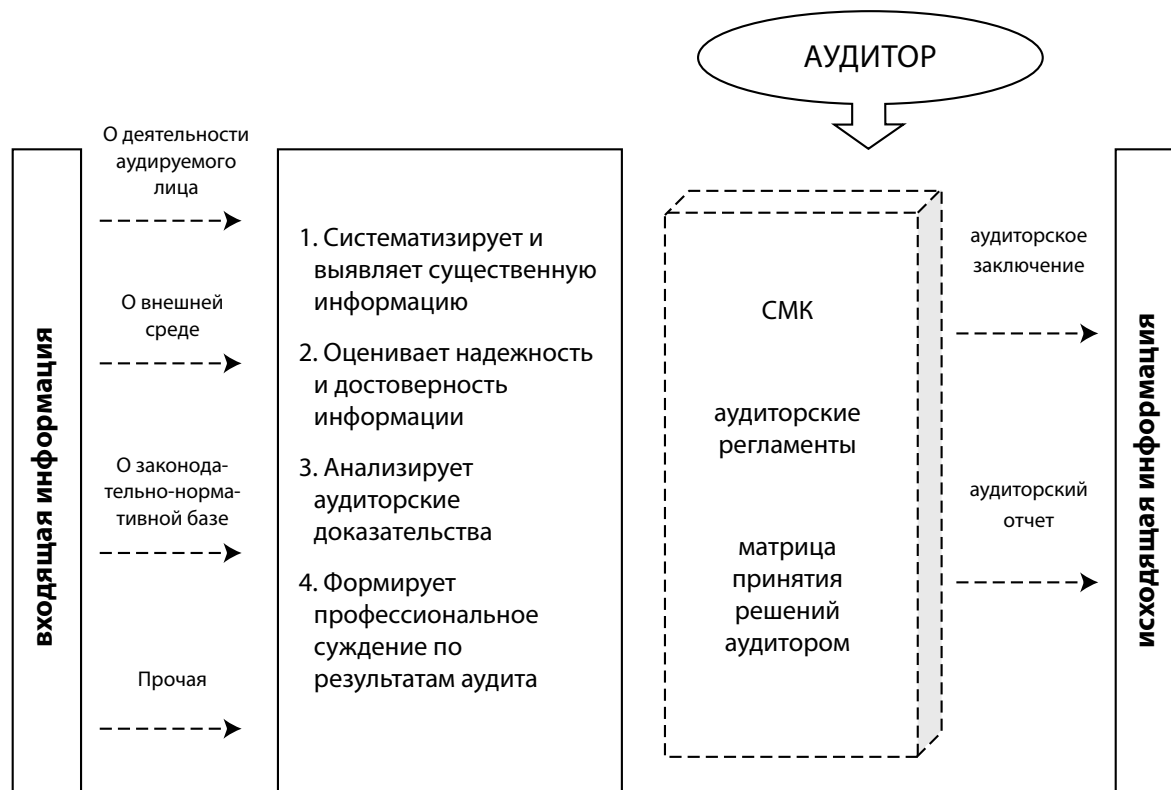 АУДИТОР
входящая информация
О деятельности
аудируемого
лица
О внешней
среде
О законода-
тельно-норма-
тивной базе
Прочая
1. Систематизирует и
выявляет существенную
информацию
2. Оценивает надежность
и достоверность
информации
3. Анализирует
аудиторские
доказательства
4. Формирует
профессиональное
суждение по
результатам аудита
СМК
аудиторские
регламенты
матрица
принятия
решений
аудитором
аудиторское
заключение
аудиторский
отчет
исходящая информация